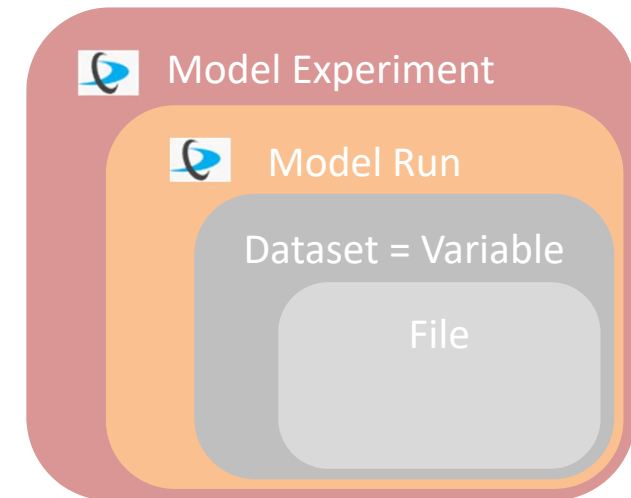 Model Experiment
Model Run
Dataset = Variable
File